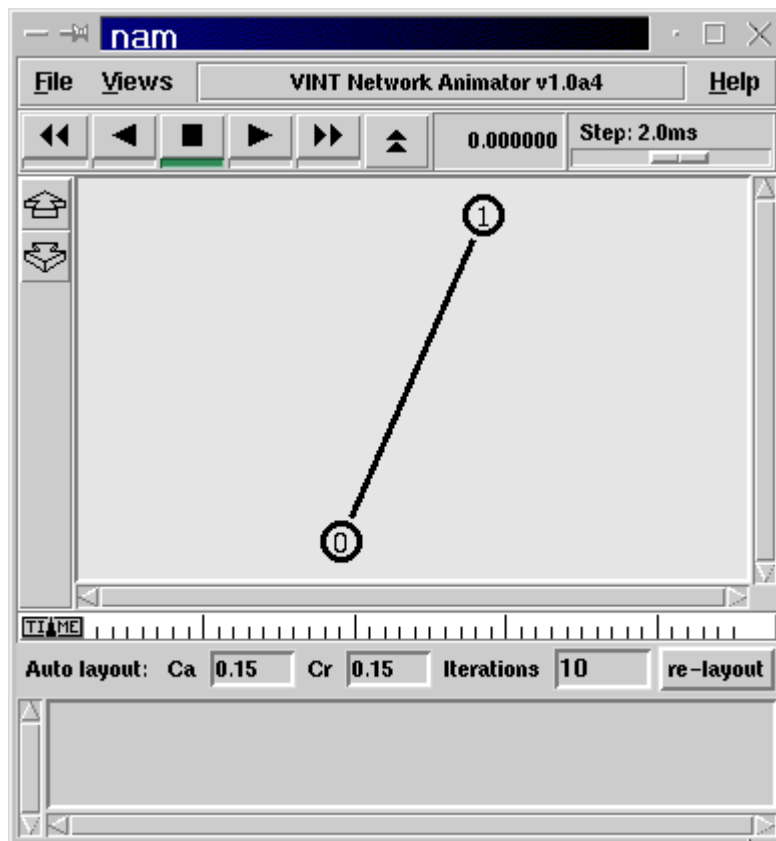 nam
File Views VINT Network Animator v1.0a4 Help
0.000000 Step: 2.0ms
1
0
TIME
Auto layout: Ca 0.15 Cr 0.15 Iterations 10 re-layout